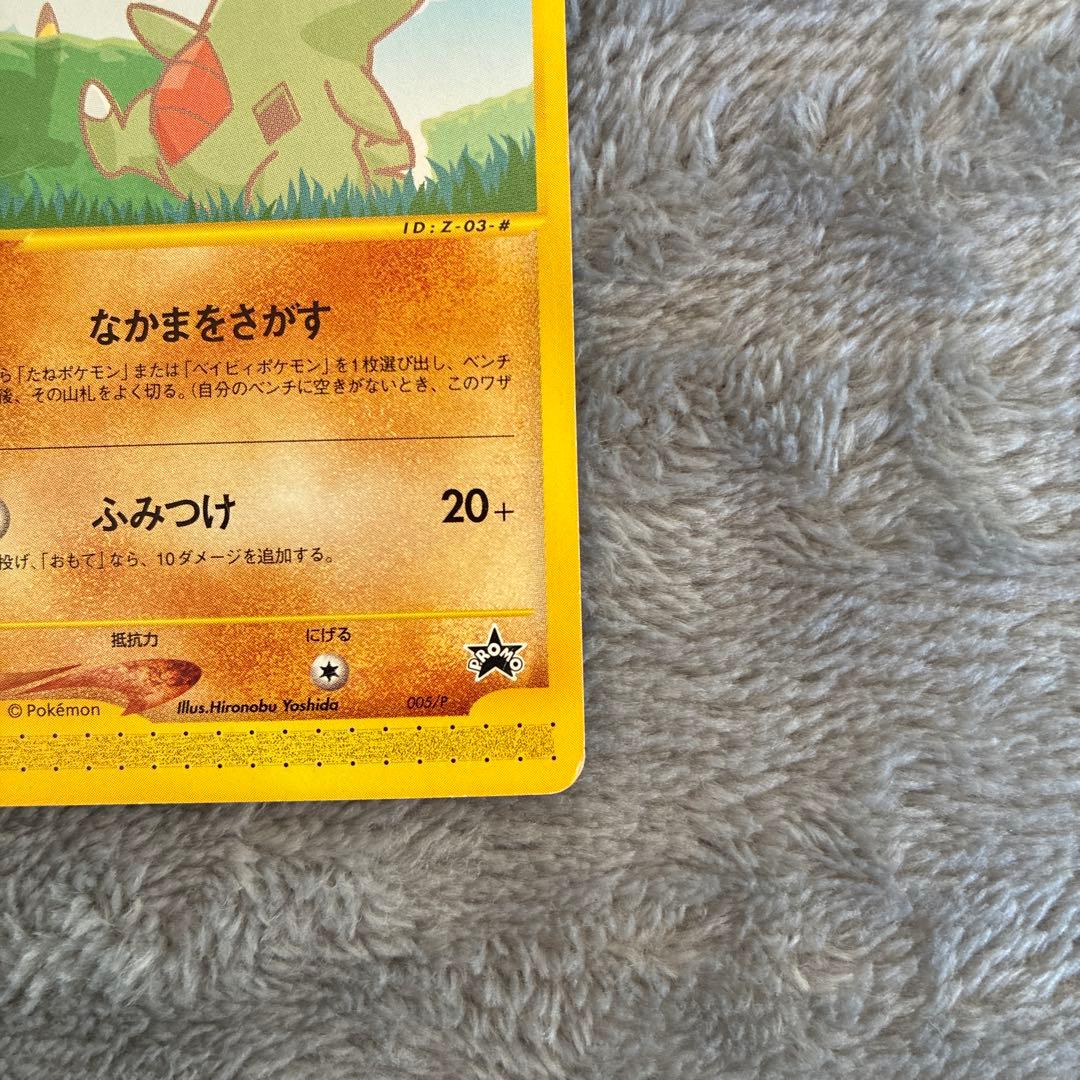 ID:Z-03-#
なかまをさがす
ら「たねポケモン」または「ベイビィポケモン」を1枚選び出し、ベンチ
後、その山札をよく切る。(自分のベンチに空きがないとき、このワザ
ふみつけ 20+
投げ、「おもて」なら、10ダメージを追加する。
抵抗力 にげる
PROMO
© Pokémon Illus.Hironobu Yoshida 005/P